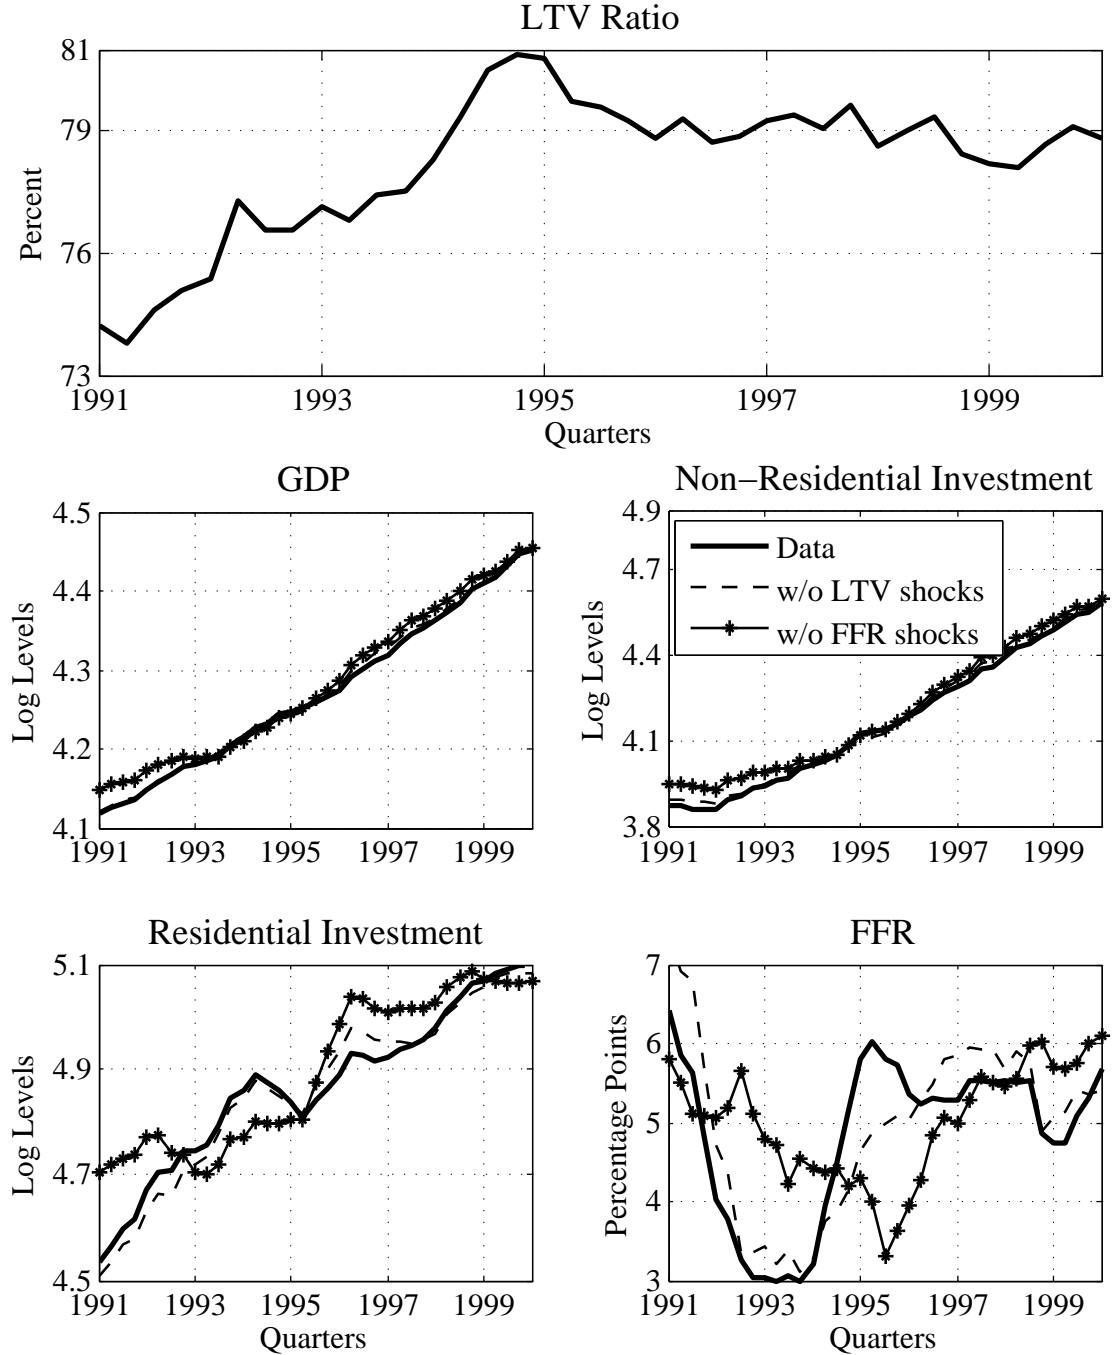 LTV Ratio
81
79
76
73
Percent
1991 1993 1995 1997 1999
Quarters
GDP
4.5
4.4
4.3
4.2
4.1
Log Levels
1991 1993 1995 1997 1999
Non−Residential Investment
4.9
4.7
4.4
4.1
3.8
Log Levels
Data
w/o LTV shocks
w/o FFR shocks
1991 1993 1995 1997 1999
Residential Investment
5.1
4.9
4.7
4.5
Log Levels
1991 1993 1995 1997 1999
Quarters
FFR
7
6
5
4
3
Percentage Points
1991 1993 1995 1997 1999
Quarters